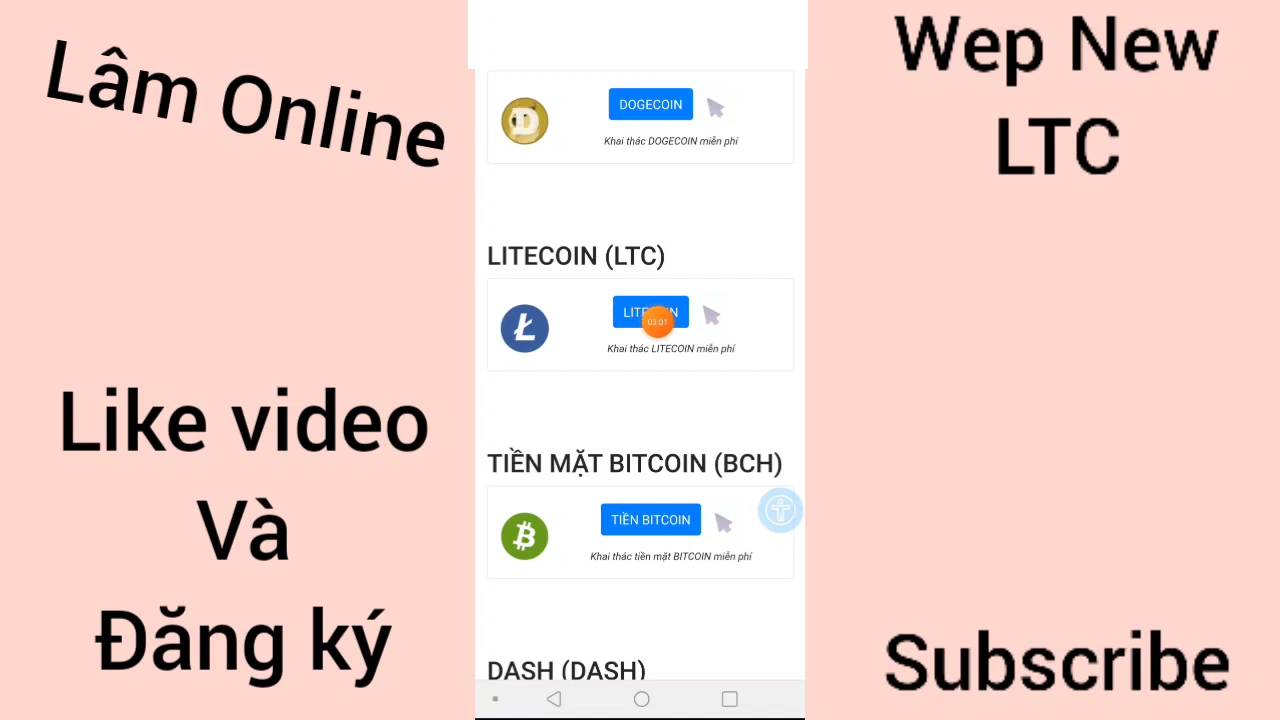 Lâm Online
Like video
Và
Đăng ký
DOGECOIN
Khai thác DOGECOIN miễn phí
LITECOIN (LTC)
03:01
Khai thác LITECOIN miễn phí
TIỀN MẶT BITCOIN (BCH)
TIỀN BITCOIN
Khai thác tiền mặt BITCOIN miễn phí
DASH (DASH)
Wep New
LTC
Subscribe